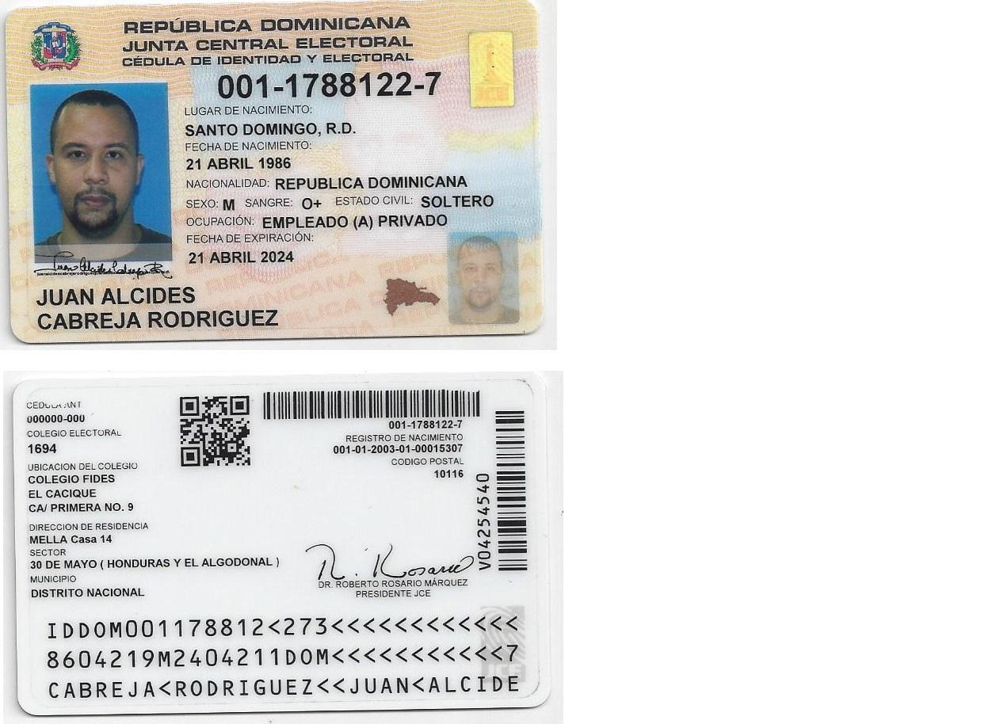 REPÚBLICA DOMINICANA
JUNTA CENTRAL ELECTORAL
CÉDULA DE IDENTIDAD Y ELECTORAL
001-1788122-7
LUGAR DE NACIMIENTO:
SANTO DOMINGO, R.D.
FECHA DE NACIMIENTO:
21 ABRIL 1986
NACIONALIDAD: REPUBLICA DOMINICANA
SEXO: M SANGRE: O+ ESTADO CIVIL: SOLTERO
OCUPACIÓN: EMPLEADO (A) PRIVADO
FECHA DE EXPIRACIÓN:
21 ABRIL 2024
JUAN ALCIDES
CABREJA RODRIGUEZ
CEDULA ANT
000000-000
COLEGIO ELECTORAL
1694
UBICACION DEL COLEGIO
COLEGIO FIDES
EL CACIQUE
CA/ PRIMERA NO. 9
DIRECCION DE RESIDENCIA
MELLA Casa 14
SECTOR
30 DE MAYO ( HONDURAS Y EL ALGODONAL )
MUNICIPIO
DISTRITO NACIONAL
001-1788122-7
REGISTRO DE NACIMIENTO
001-01-2003-01-00015307
CODIGO POSTAL
10116
V04254540
R. Rosario
DR. ROBERTO ROSARIO MÁRQUEZ
PRESIDENTE JCE
IDDOM001178812<273<<<<<<<<<<<<
8604219M2404211DOM<<<<<<<<<<<7
CABREJA<RODRIGUEZ<<JUAN<ALCIDE